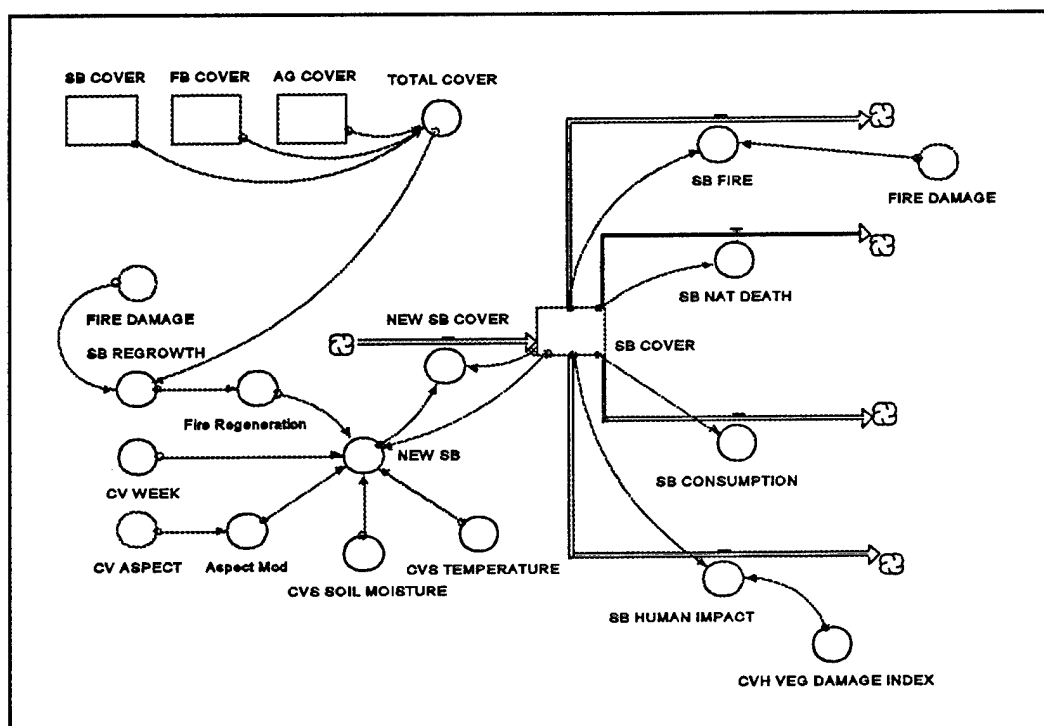 SB COVER
FB COVER
AG COVER
TOTAL COVER
SB FIRE
FIRE DAMAGE
SB NAT DEATH
FIRE DAMAGE
NEW SB COVER
SB COVER
SB REGROWTH
Fire Regeneration
NEW SB
CV WEEK
SB CONSUMPTION
CV ASPECT
Aspect Mod
CVS TEMPERATURE
CVS SOIL MOISTURE
SB HUMAN IMPACT
CVH VEG DAMAGE INDEX